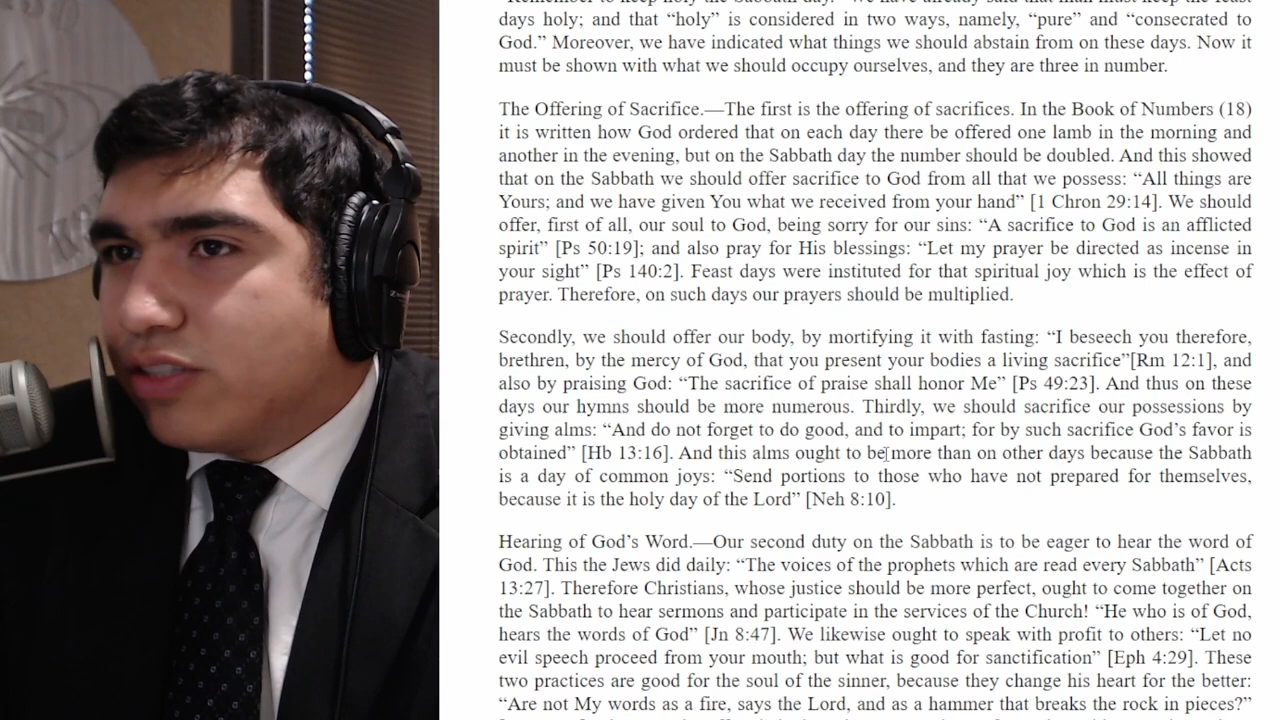 "Remember to keep holy the Sabbath day." We have already said that man must keep the feast
days holy; and that “holy” is considered in two ways, namely, “pure” and “consecrated to
God.” Moreover, we have indicated what things we should abstain from on these days. Now it
must be shown with what we should occupy ourselves, and they are three in number.
The Offering of Sacrifice.—The first is the offering of sacrifices. In the Book of Numbers (18)
it is written how God ordered that on each day there be offered one lamb in the morning and
another in the evening, but on the Sabbath day the number should be doubled. And this showed
that on the Sabbath we should offer sacrifice to God from all that we possess: “All things are
Yours; and we have given You what we received from your hand” [1 Chron 29:14]. We should
offer, first of all, our soul to God, being sorry for our sins: “A sacrifice to God is an afflicted
spirit” [Ps 50:19]; and also pray for His blessings: “Let my prayer be directed as incense in
your sight” [Ps 140:2]. Feast days were instituted for that spiritual joy which is the effect of
prayer. Therefore, on such days our prayers should be multiplied.
Secondly, we should offer our body, by mortifying it with fasting: “I beseech you therefore,
brethren, by the mercy of God, that you present your bodies a living sacrifice”[Rm 12:1], and
also by praising God: “The sacrifice of praise shall honor Me” [Ps 49:23]. And thus on these
days our hymns should be more numerous. Thirdly, we should sacrifice our possessions by
giving alms: “And do not forget to do good, and to impart; for by such sacrifice God’s favor is
obtained” [Hb 13:16]. And this alms ought to be more than on other days because the Sabbath
is a day of common joys: “Send portions to those who have not prepared for themselves,
because it is the holy day of the Lord” [Neh 8:10].
Hearing of God’s Word.—Our second duty on the Sabbath is to be eager to hear the word of
God. This the Jews did daily: “The voices of the prophets which are read every Sabbath” [Acts
13:27]. Therefore Christians, whose justice should be more perfect, ought to come together on
the Sabbath to hear sermons and participate in the services of the Church! “He who is of God,
hears the words of God” [Jn 8:47]. We likewise ought to speak with profit to others: “Let no
evil speech proceed from your mouth; but what is good for sanctification” [Eph 4:29]. These
two practices are good for the soul of the sinner, because they change his heart for the better:
“Are not My words as a fire, says the Lord, and as a hammer that breaks the rock in pieces?”